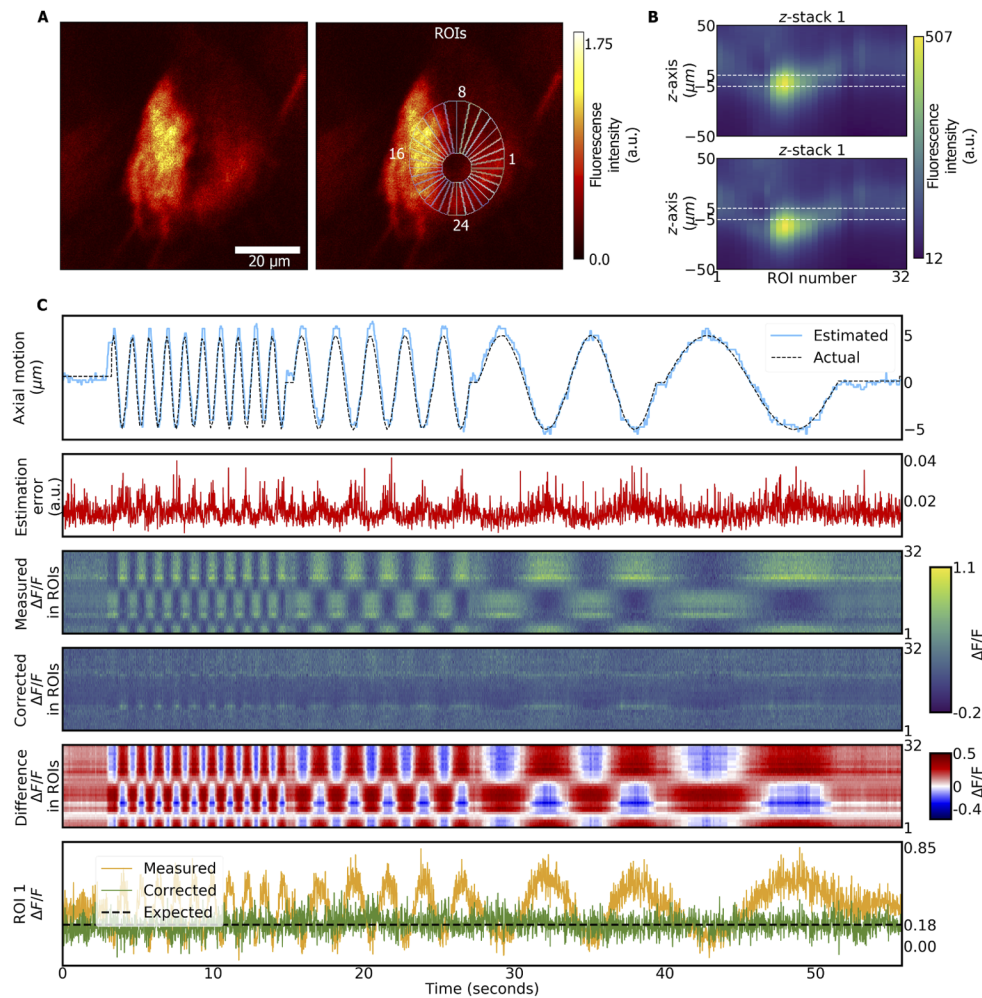 A
ROIs
8
16
1
24
20 μm
1.75
0.0
Fluorescense
intensity
(a.u.)
B
z-stack 1
50
5
−5
−50
z-axis
(μm)
z-stack 1
50
5
−5
−50
z-axis
(μm)
1
ROI number
32
507
12
Fluorescence
intensity
(a.u.)
C
Axial motion
(μm)
Estimated
Actual
5
0
−5
Estimation
error
(a.u.)
0.04
0.02
Measured
ΔF/F
in ROIs
32
1
Corrected
ΔF/F
in ROIs
32
1
1.1
-0.2
ΔF/F
Difference
ΔF/F
in ROIs
32
1
0.5
0
-0.4
ΔF/F
ROI 1
ΔF/F
Measured
Corrected
Expected
0.85
0.18
0.00
0
10
20
30
40
50
Time (seconds)